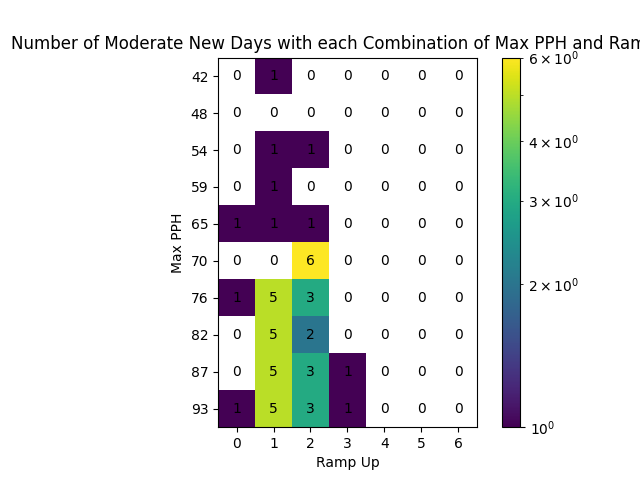 Number of Moderate New Days with each Combination of Max PPH and Ram
42 0 1 0 0 0 0 0
48 0 0 0 0 0 0 0
54 0 1 1 0 0 0 0
59 0 1 0 0 0 0 0
65 1 1 1 0 0 0 0
70 0 0 6 0 0 0 0
76 1 5 3 0 0 0 0
82 0 5 2 0 0 0 0
87 0 5 3 1 0 0 0
93 1 5 3 1 0 0 0
0 1 2 3 4 5 6
Ramp Up
Max PPH
6 × 10⁰
4 × 10⁰
3 × 10⁰
2 × 10⁰
10⁰